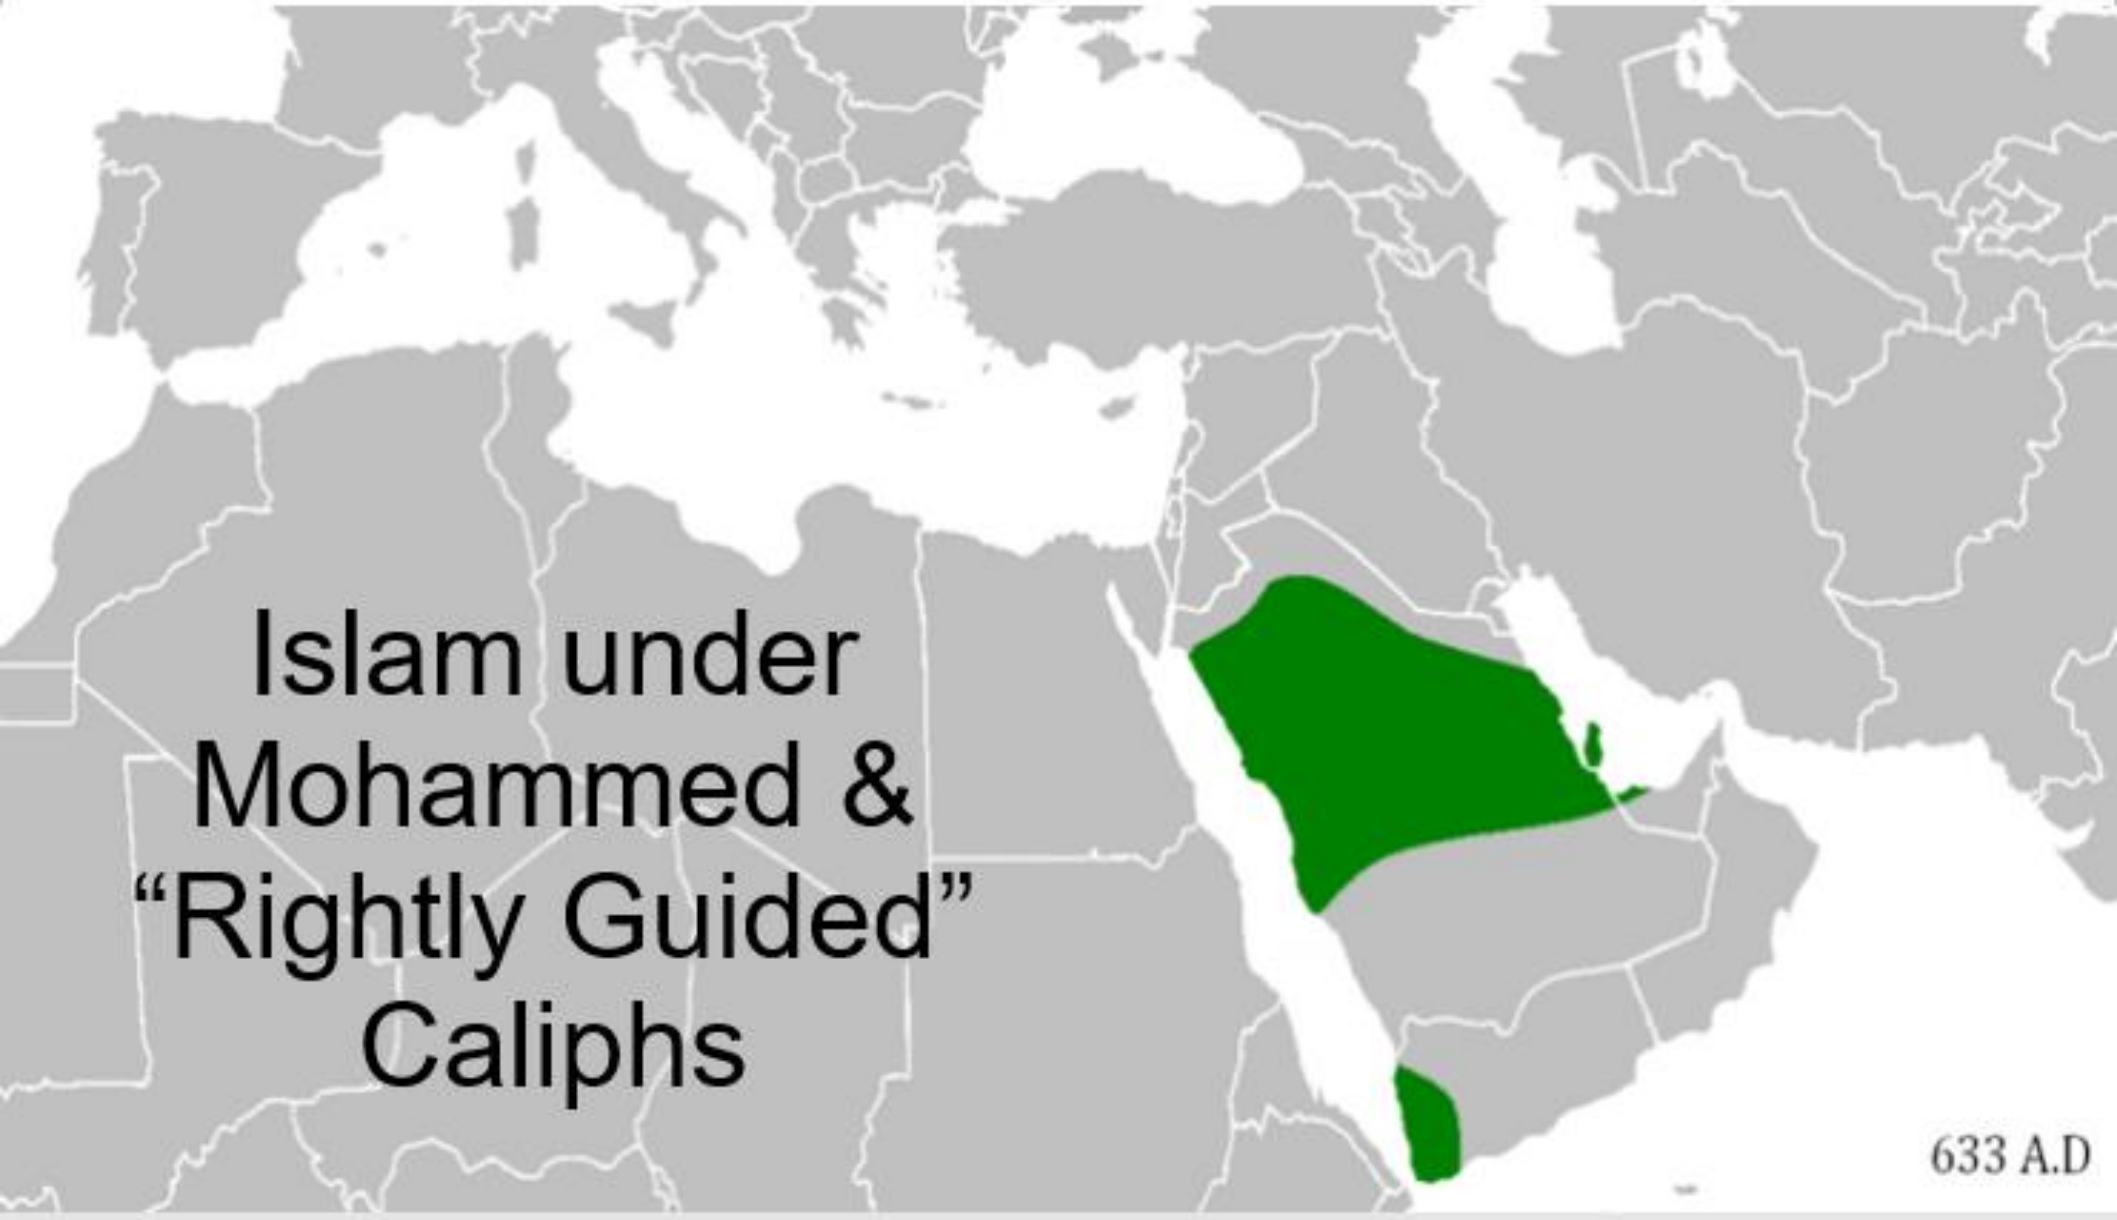 Islam under
Mohammed &
“Rightly Guided”
Caliphs
633 A.D